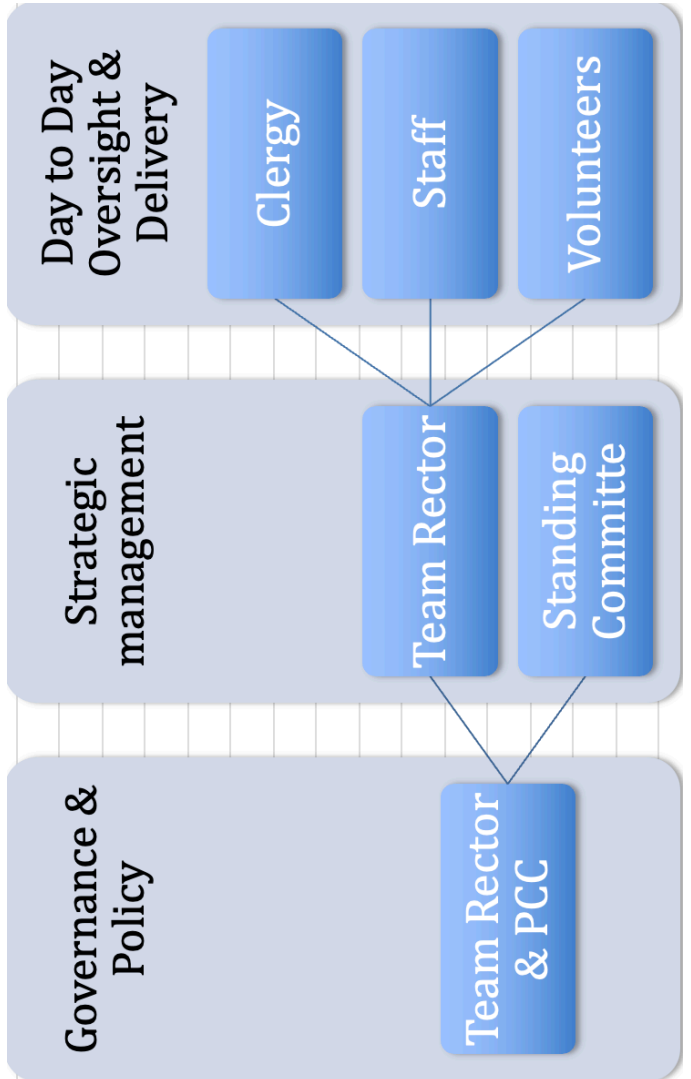 Governance &
Policy
Team Rector
& PCC
Strategic
management
Team Rector
Standing
Committe
Day to Day
Oversight &
Delivery
Clergy
Staff
Volunteers